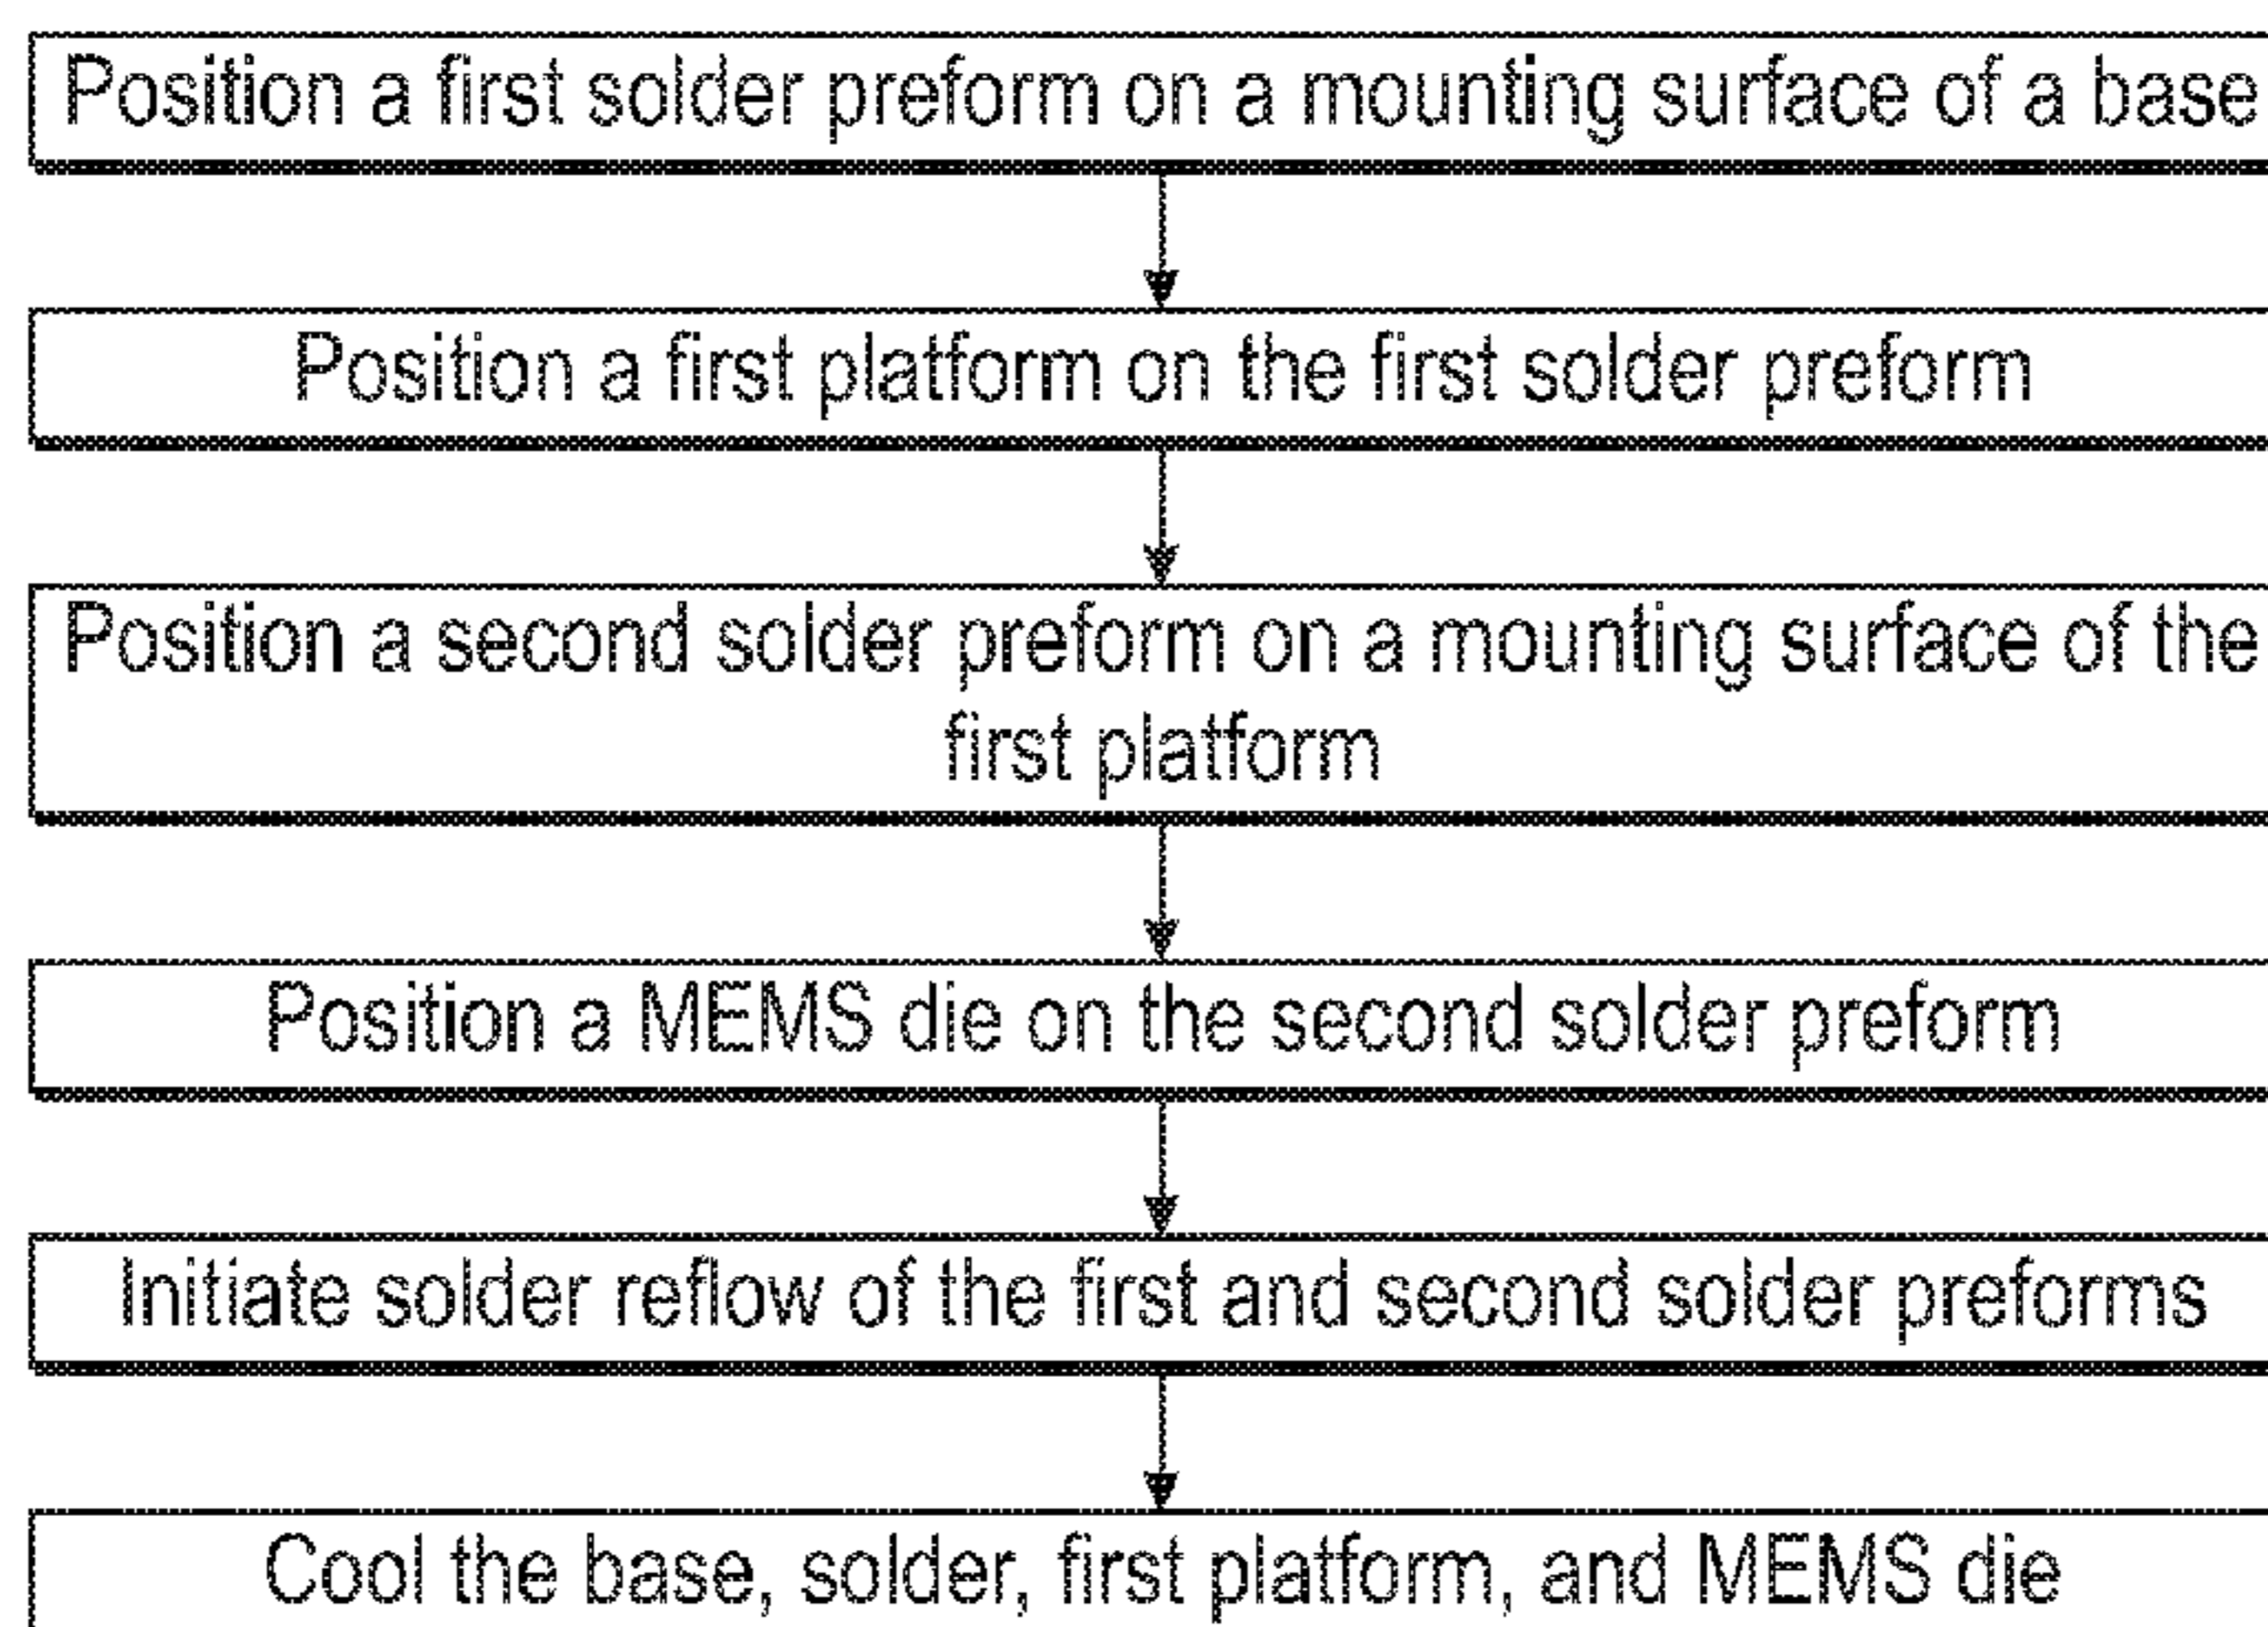 Position a first solder preform on a mounting surface of a base
Position a first platform on the first solder preform
Position a second solder preform on a mounting surface of the
first platform
Position a MEMS die on the second solder preform
Initiate solder reflow of the first and second solder preforms
Cool the base, solder, first platform, and MEMS die